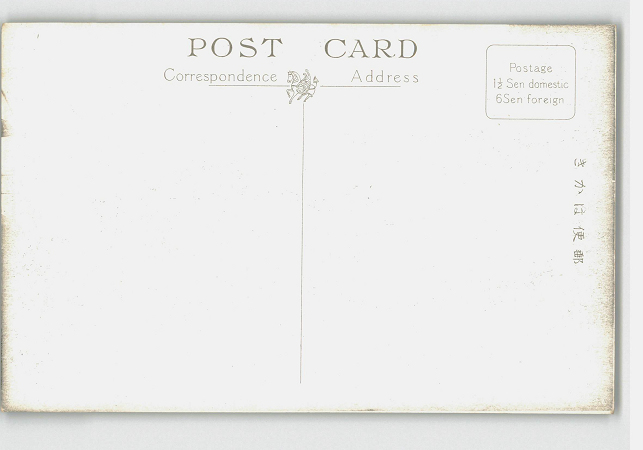 POST CARD
Correspondence Address
Postage
1½ Sen domestic
6Sen foreign
きかは便郵